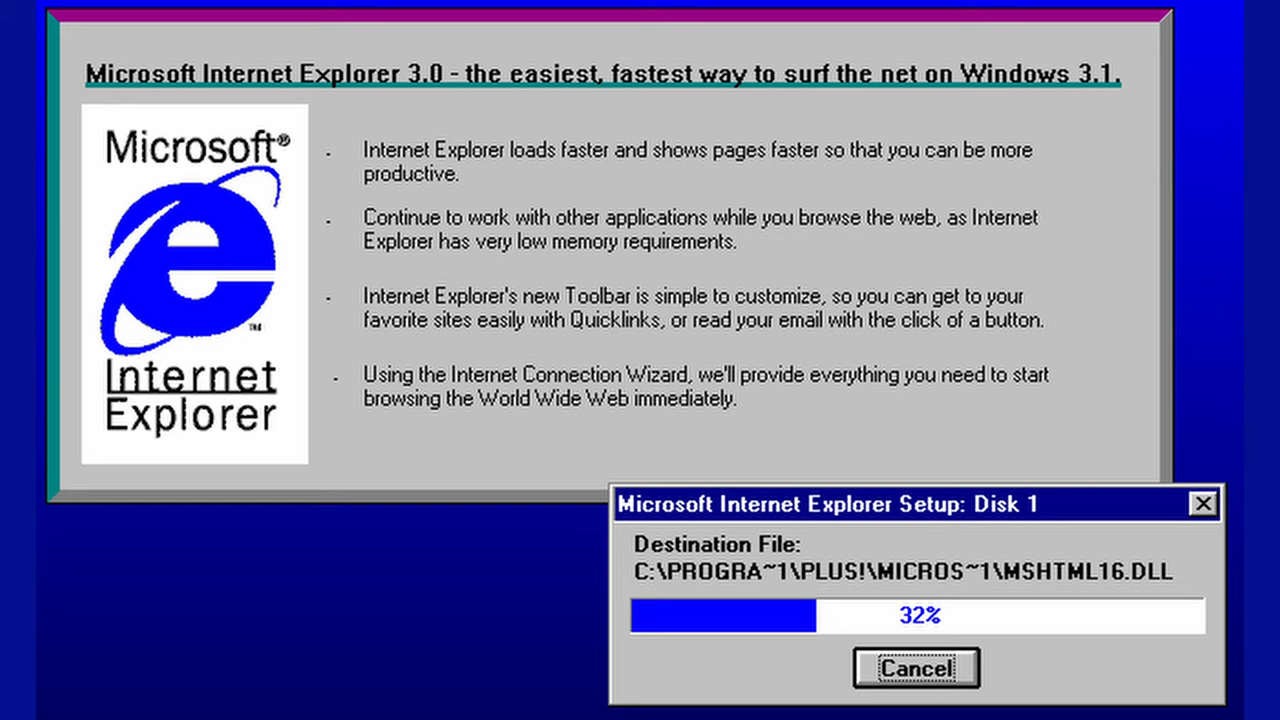 Microsoft Internet Explorer 3.0 - the easiest, fastest way to surf the net on Windows 3.1.
Microsoft®
Internet
Explorer
™
- Internet Explorer loads faster and shows pages faster so that you can be more
productive.
- Continue to work with other applications while you browse the web, as Internet
Explorer has very low memory requirements.
- Internet Explorer's new Toolbar is simple to customize, so you can get to your
favorite sites easily with Quicklinks, or read your email with the click of a button.
- Using the Internet Connection Wizard, we'll provide everything you need to start
browsing the World Wide Web immediately.
Microsoft Internet Explorer Setup: Disk 1
Destination File:
C:\PROGRA~1\PLUS!\MICROS~1\MSHTML16.DLL
32%
Cancel